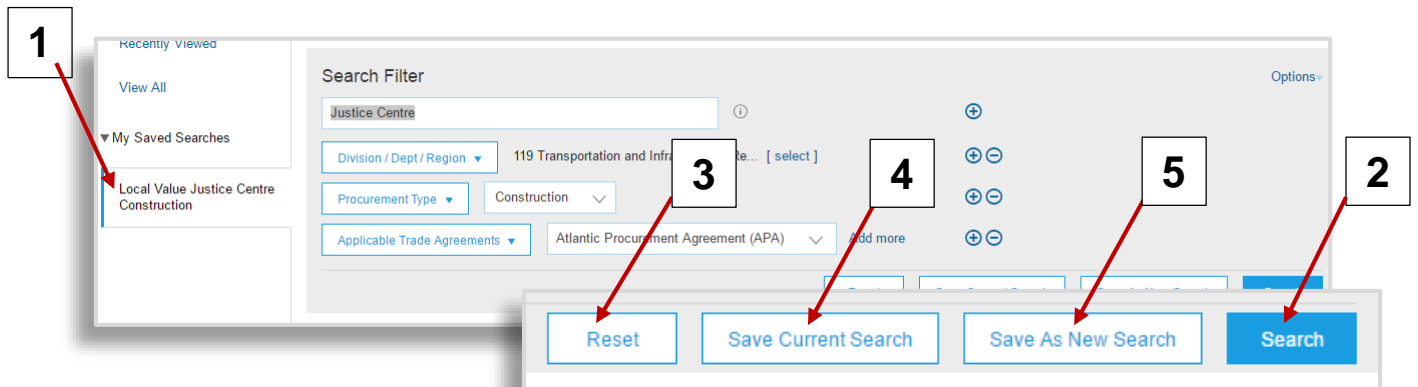 1
Recently Viewed
View All
My Saved Searches
Local Value Justice Centre
Construction
Search Filter
Options
Justice Centre
Division / Dept / Region
119 Transportation and Infra
Re... [ select ]
Procurement Type
Construction
Applicable Trade Agreements
Atlantic Procurement Agreement (APA)
Add more
3
4
5
2
Reset
Save Current Search
Save As New Search
Search